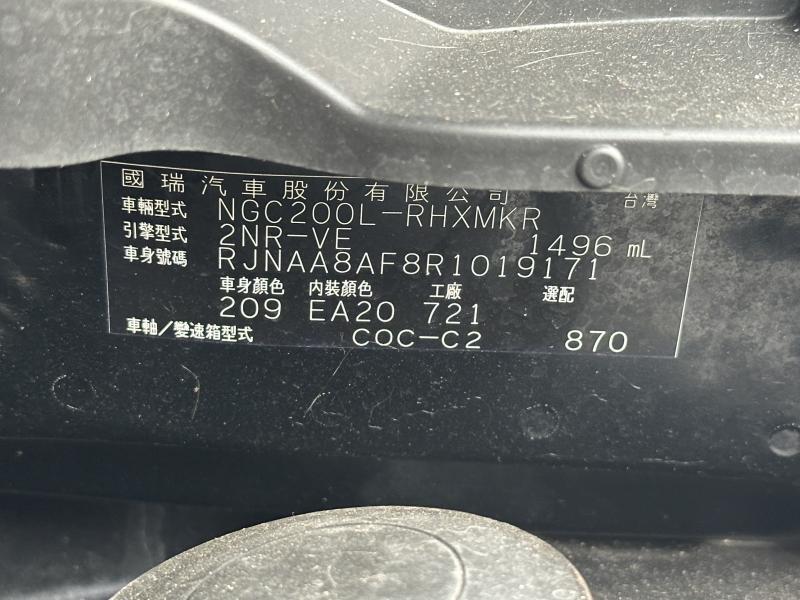 國瑞汽車股份有限公司 台灣
車輛型式 NGC200L-RHXMKR
引擎型式 2NR-VE 1496 mL
車身號碼 RJNAA8AF8R1019171
車身顏色 內裝顏色 工廠 選配
209 EA20 721
車軸/變速箱型式 COC-C2 870